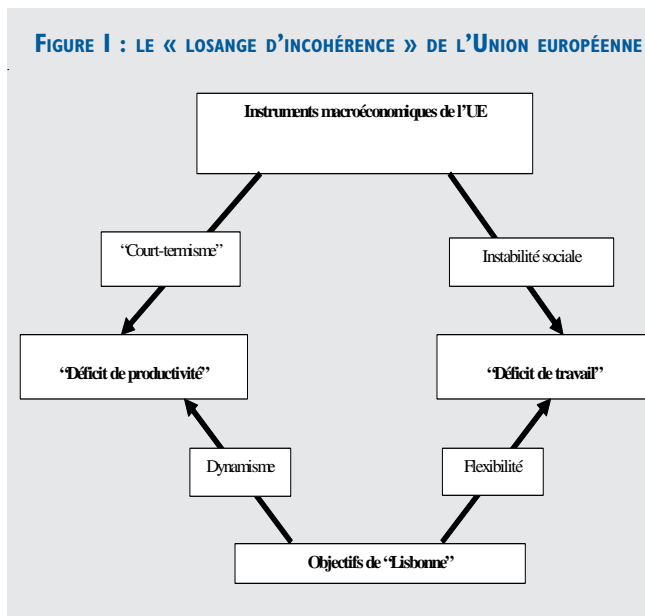 FIGURE I : LE « LOSANGE D'INCOHÉRENCE » DE L'UNION EUROPÉENNE
Instruments macroéconomiques de l'UE
“Court-termisme”
Instabilité sociale
“Déficit de productivité”
“Déficit de travail”
Dynamisme
Flexibilité
Objectifs de “Lisbonne”